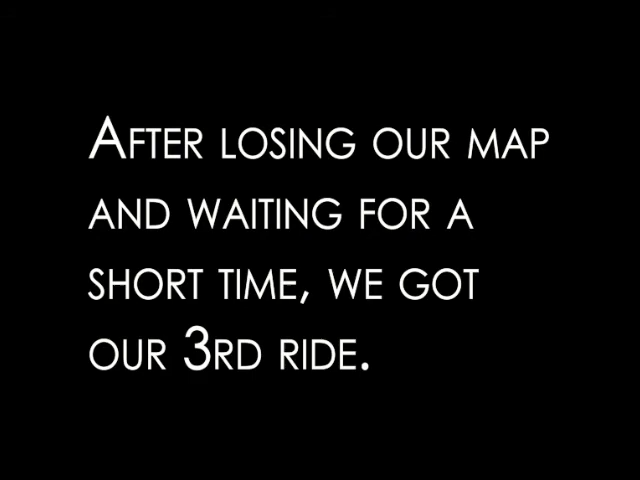 After losing our map
and waiting for a
short time, we got
our 3rd ride.